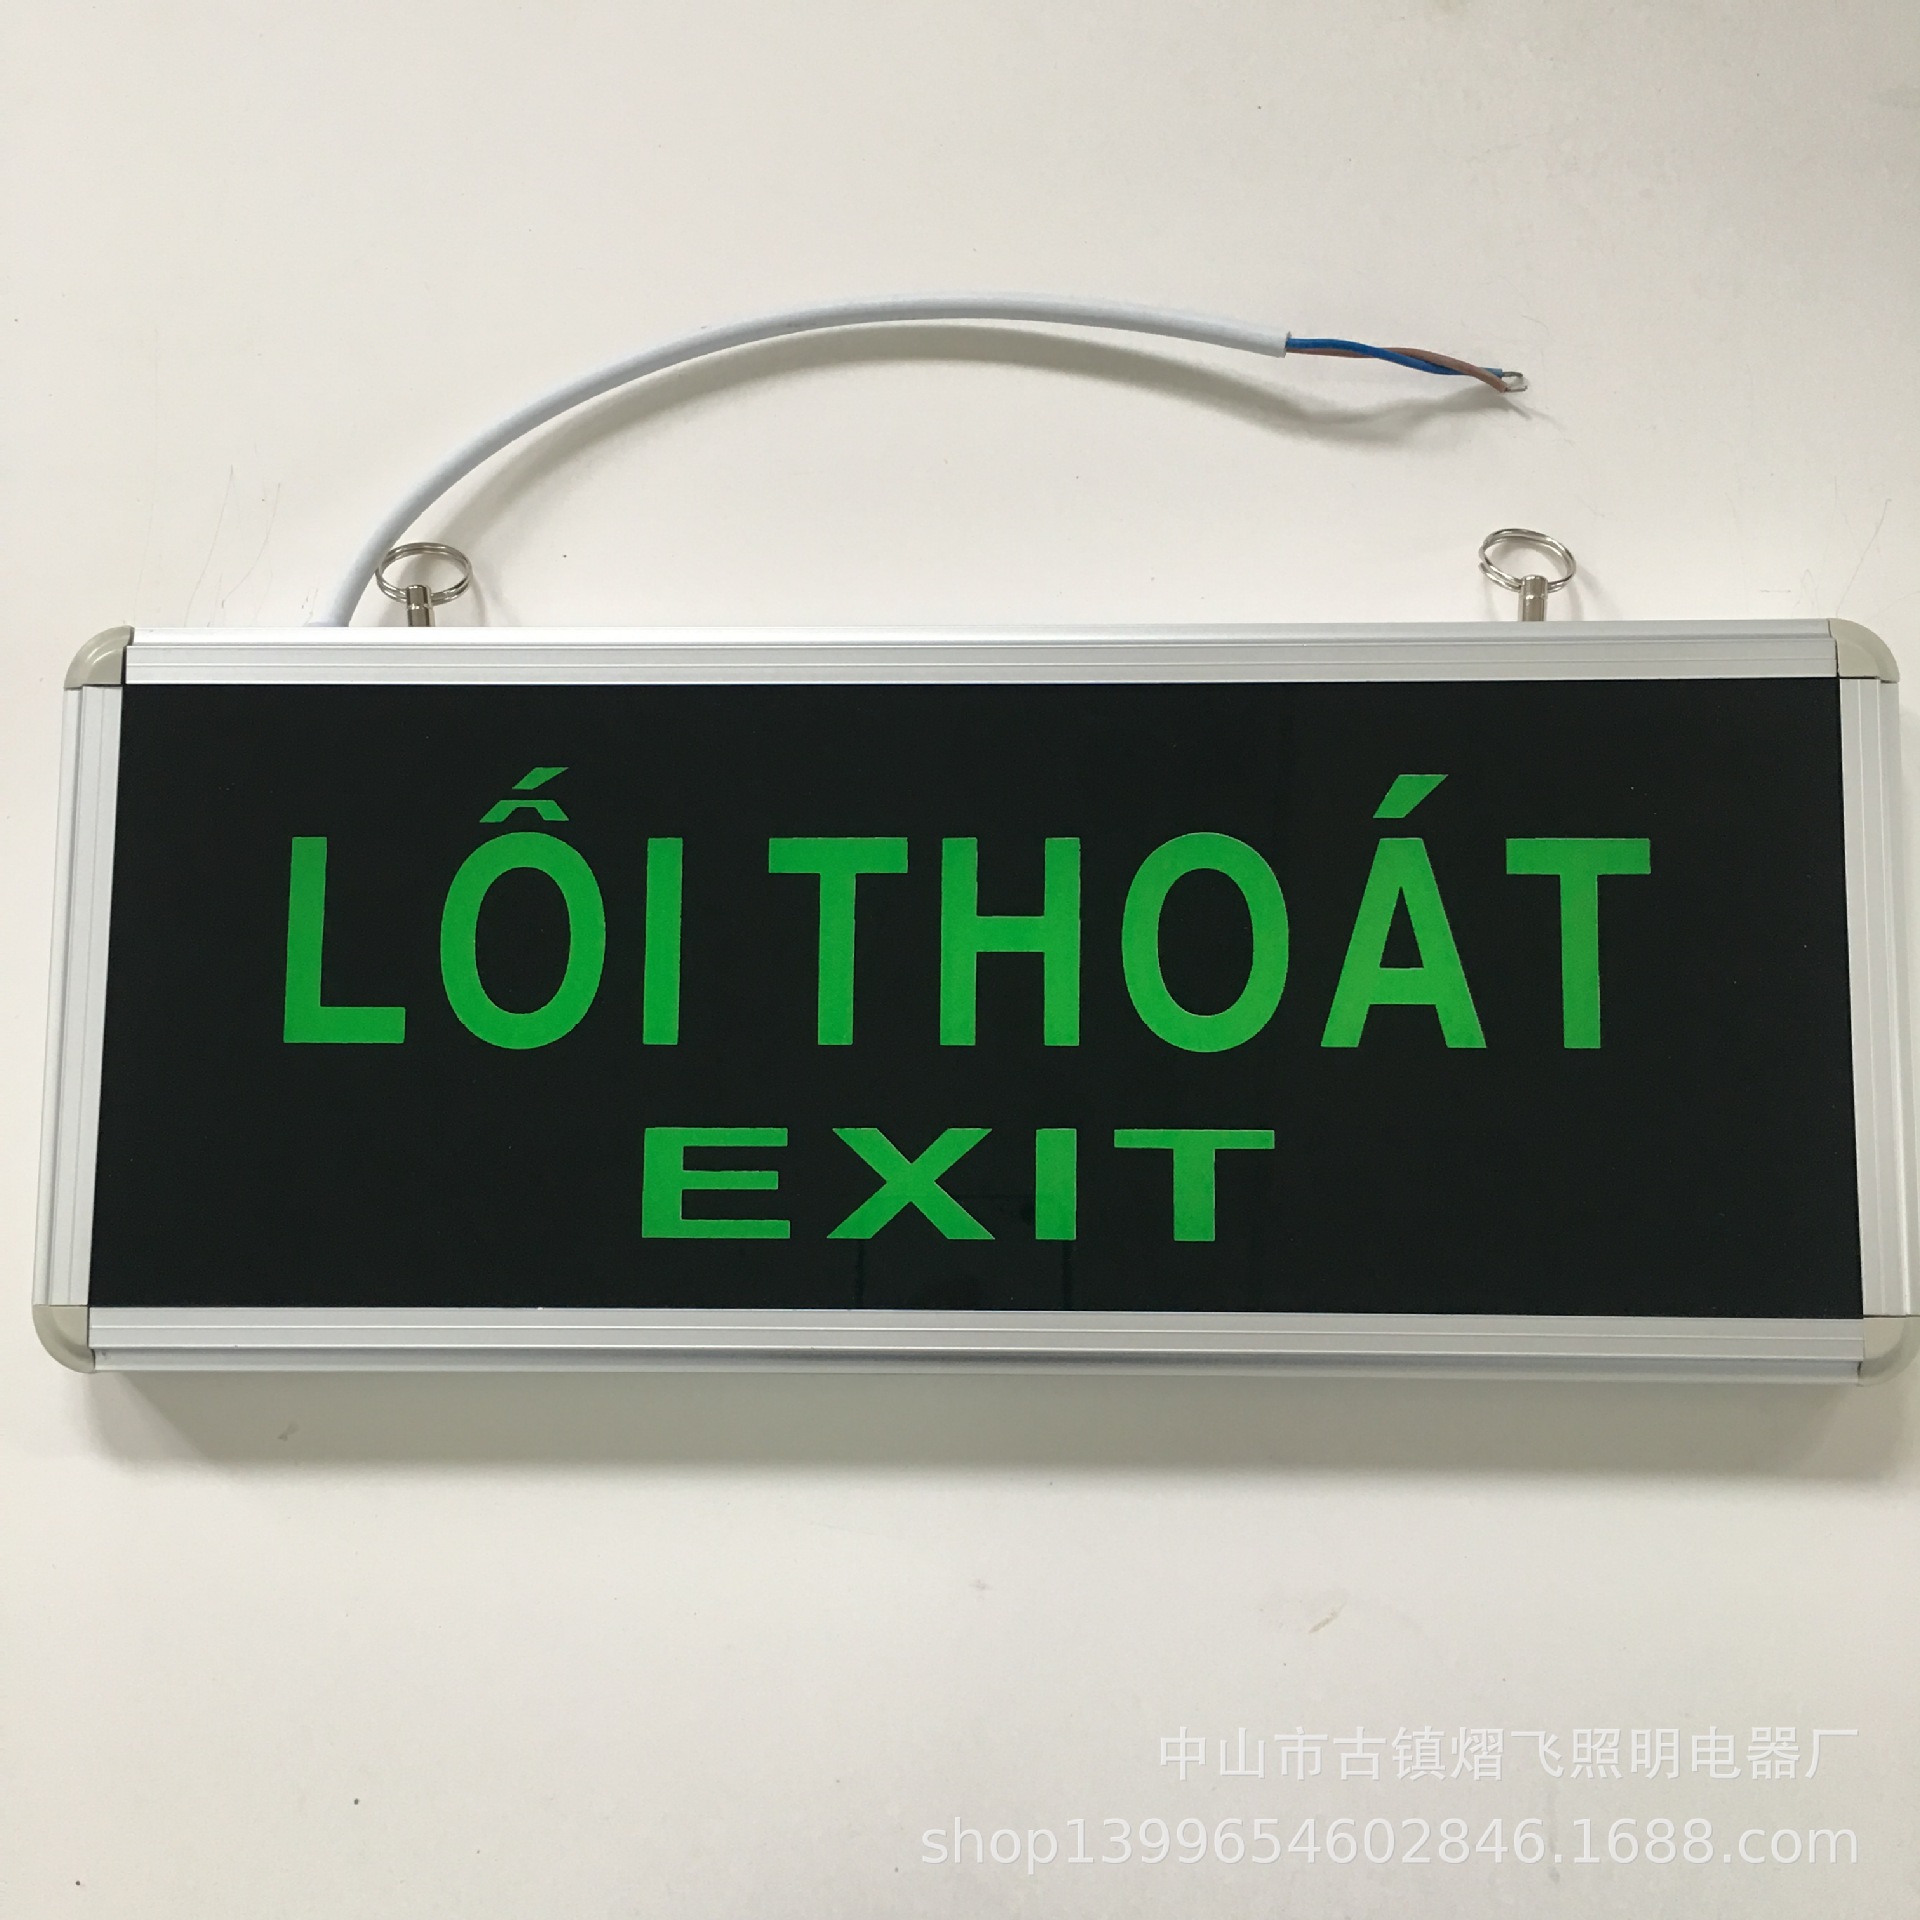 LỐI THOÁT
EXIT
中山市古镇熠飞照明电器厂
shop1399654602846.1688.com